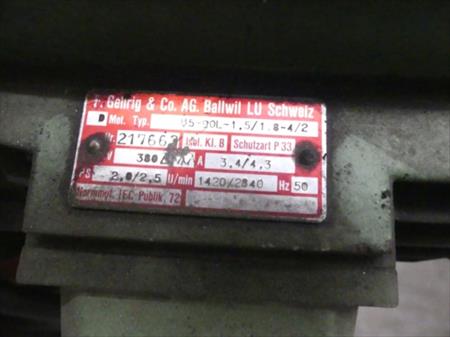 F. Gehrig & Co. AG. Ballwil LU Schweiz
D Mot. Typ. 90L-1,5/1.8-4/2
Nr. 217662 Isol. Kl. B Schutzart P 33
V 380 A 3,4/4,3
PS 2,0/2,5 U/min 1420/2840 Hz 50
Normmot. IEC-Publik. 72